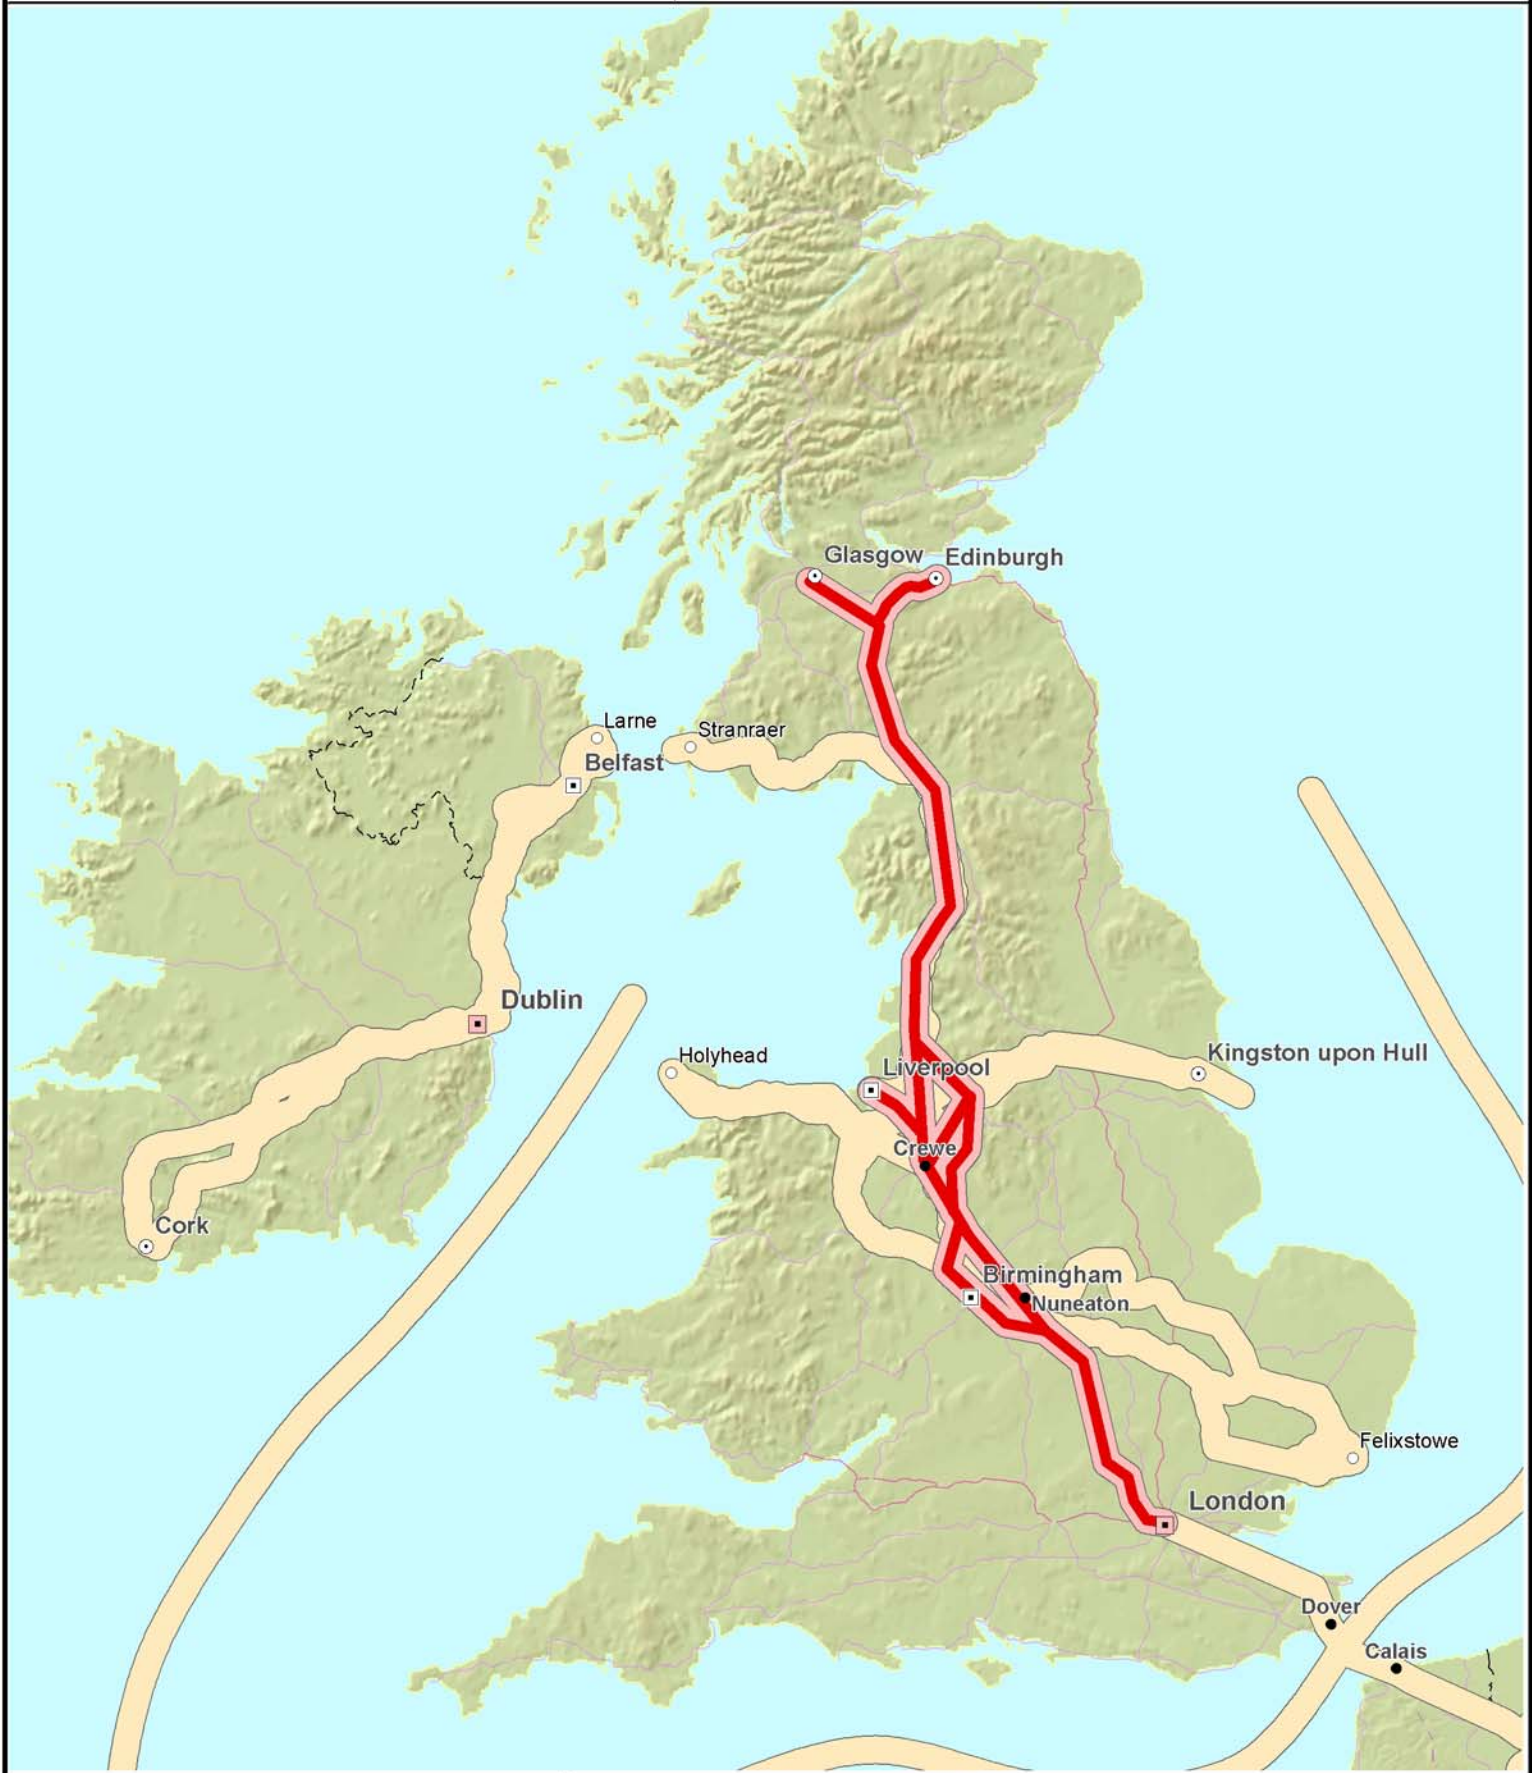 Glasgow
Edinburgh
Larne
Stranraer
Belfast
Dublin
Kingston upon Hull
Holyhead
Liverpool
Crewe
Cork
Birmingham
Nuneaton
Felixstowe
London
Dover
Calais